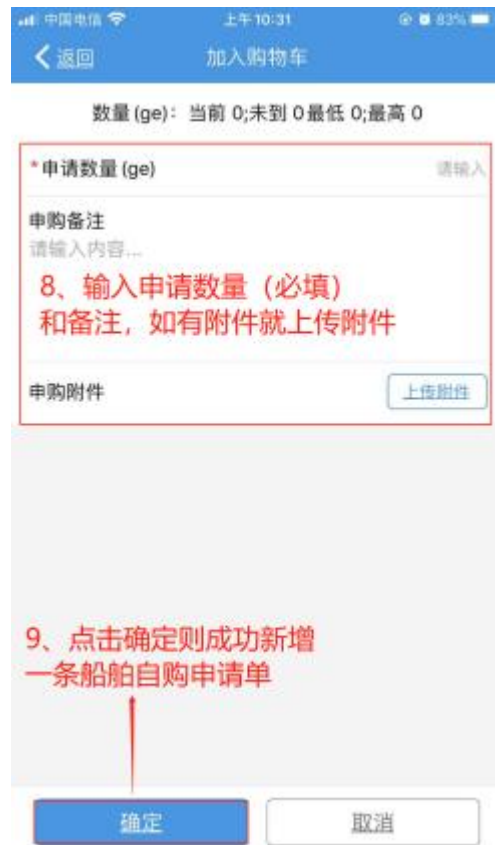 中国电信 上午10:31 83%
返回 加入购物车
数量(ge)：当前 0;未到 0最低 0;最高 0
*申请数量(ge) 请输入
申购备注
请输入内容...
8、输入申请数量（必填）
和备注，如有附件就上传附件
申购附件 上传附件
9、点击确定则成功新增
一条船舶自购申请单
确定 取消